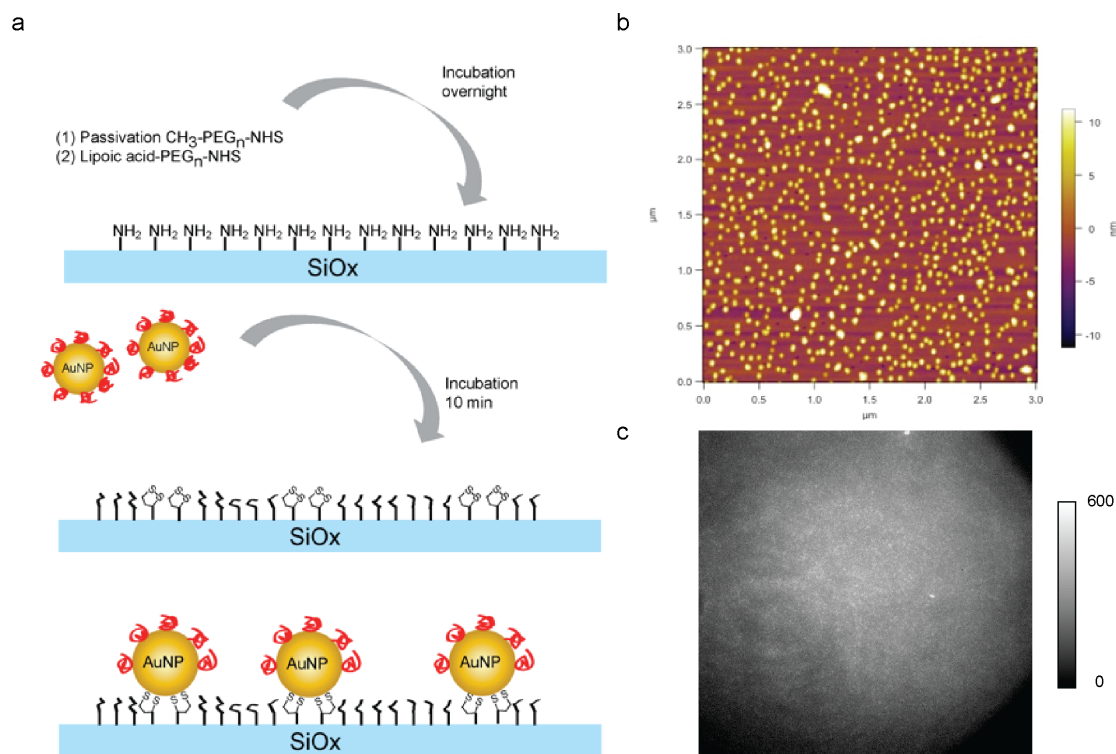 a
Incubation
overnight
(1) Passivation CH3-PEGn-NHS
(2) Lipoic acid-PEGn-NHS
NH2 NH2 NH2 NH2 NH2 NH2 NH2 NH2 NH2 NH2 NH2 NH2 NH2
SiOx
AuNP
AuNP
Incubation
10 min
S S S S S S S S S S S S
SiOx
AuNP AuNP AuNP
S S S S S S S S S S S S
SiOx
b
3.0
2.5
2.0
1.5
1.0
0.5
0.0
µm
0.0 0.5 1.0 1.5 2.0 2.5 3.0
µm
10
5
0
-5
-10
nm
c
600
0